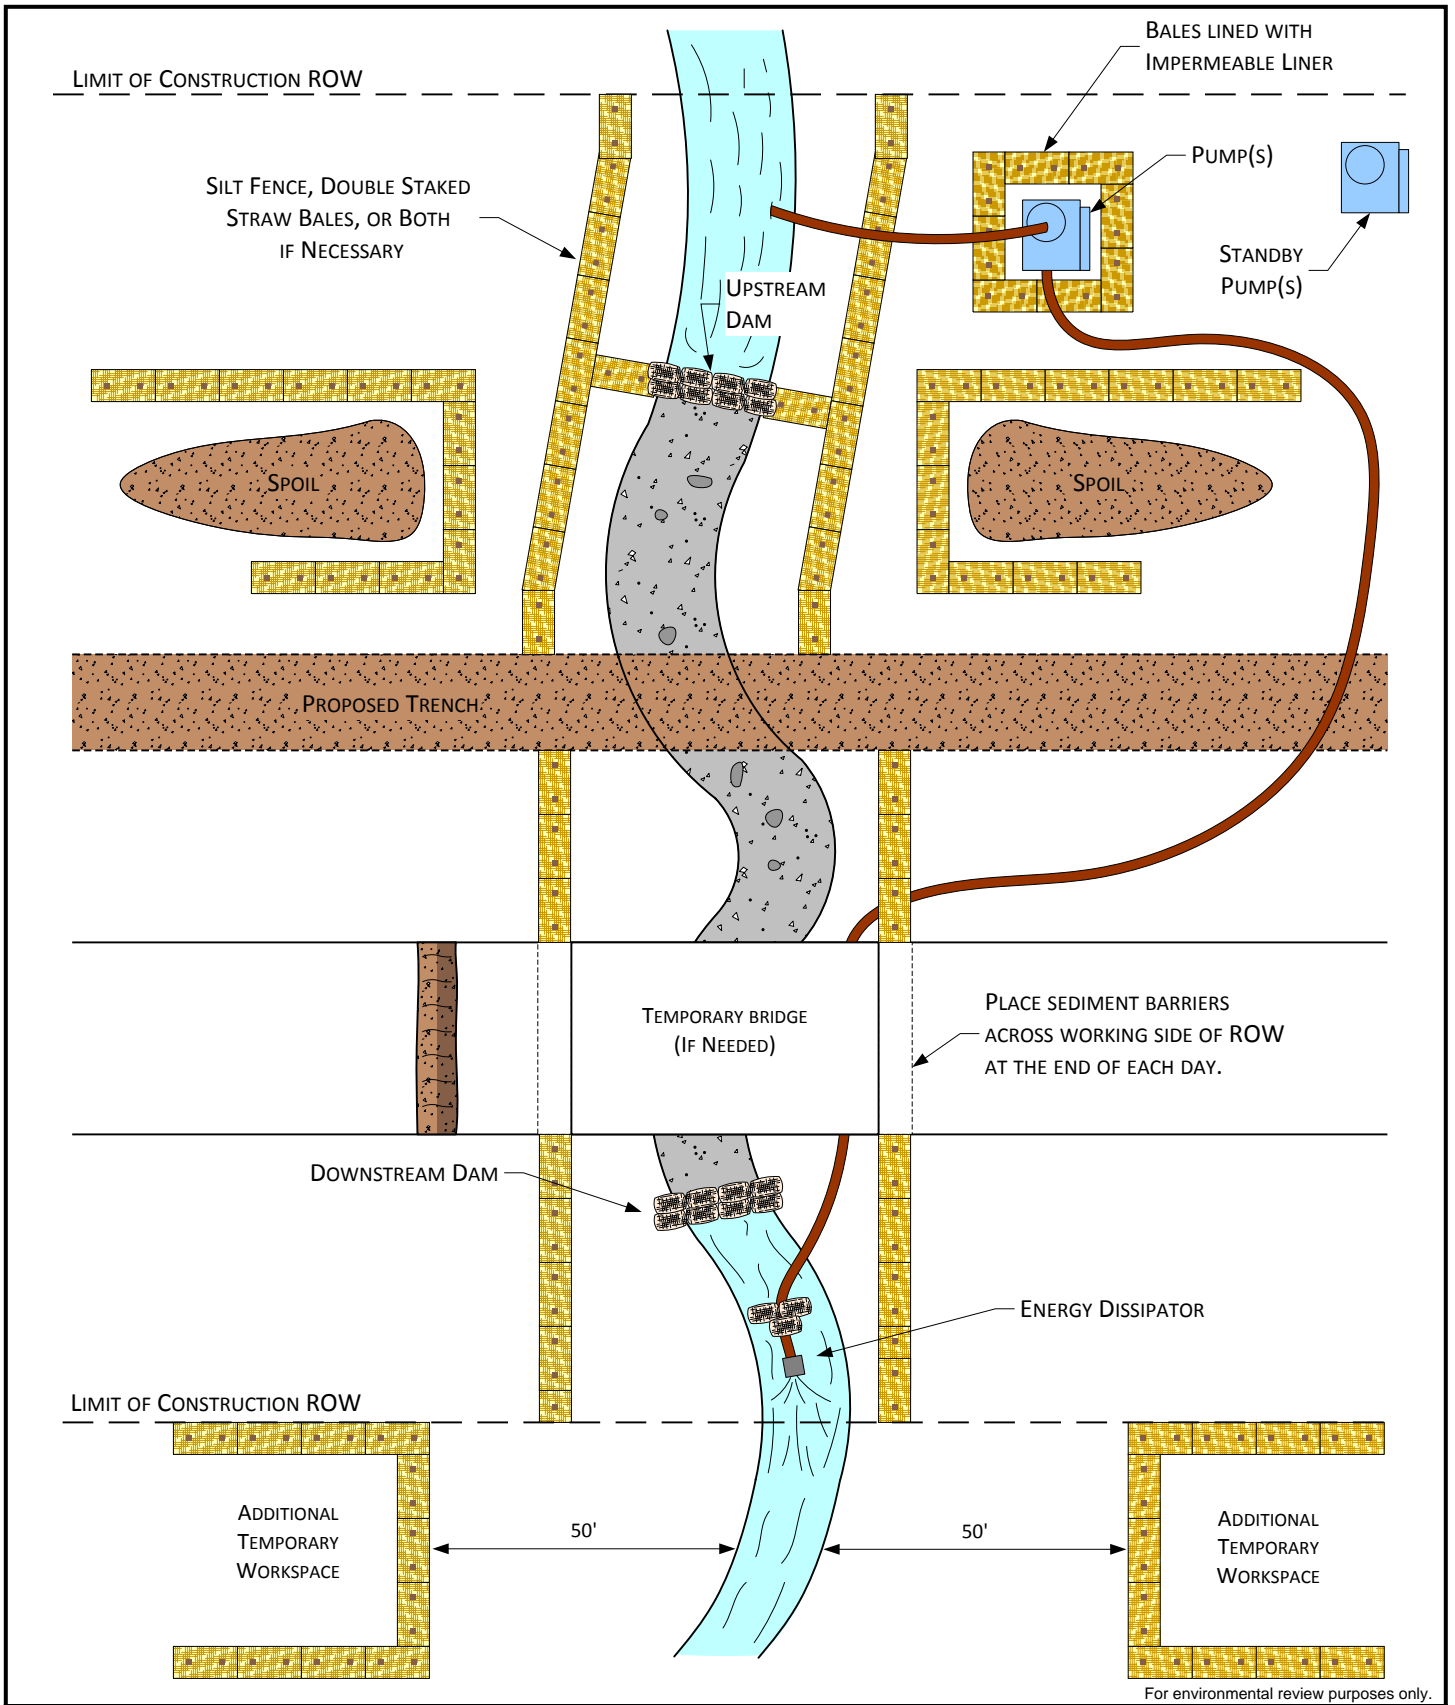 BALES LINED WITH
IMPERMEABLE LINER
LIMIT OF CONSTRUCTION ROW
PUMP(S)
SILT FENCE, DOUBLE STAKED
STRAW BALES, OR BOTH
IF NECESSARY
STANDBY
PUMP(S)
UPSTREAM
DAM
SPOIL
SPOIL
PROPOSED TRENCH
TEMPORARY BRIDGE
(IF NEEDED)
PLACE SEDIMENT BARRIERS
ACROSS WORKING SIDE OF ROW
AT THE END OF EACH DAY.
DOWNSTREAM DAM
ENERGY DISSIPATOR
LIMIT OF CONSTRUCTION ROW
ADDITIONAL
TEMPORARY
WORKSPACE
50'
50'
ADDITIONAL
TEMPORARY
WORKSPACE
For environmental review purposes only.